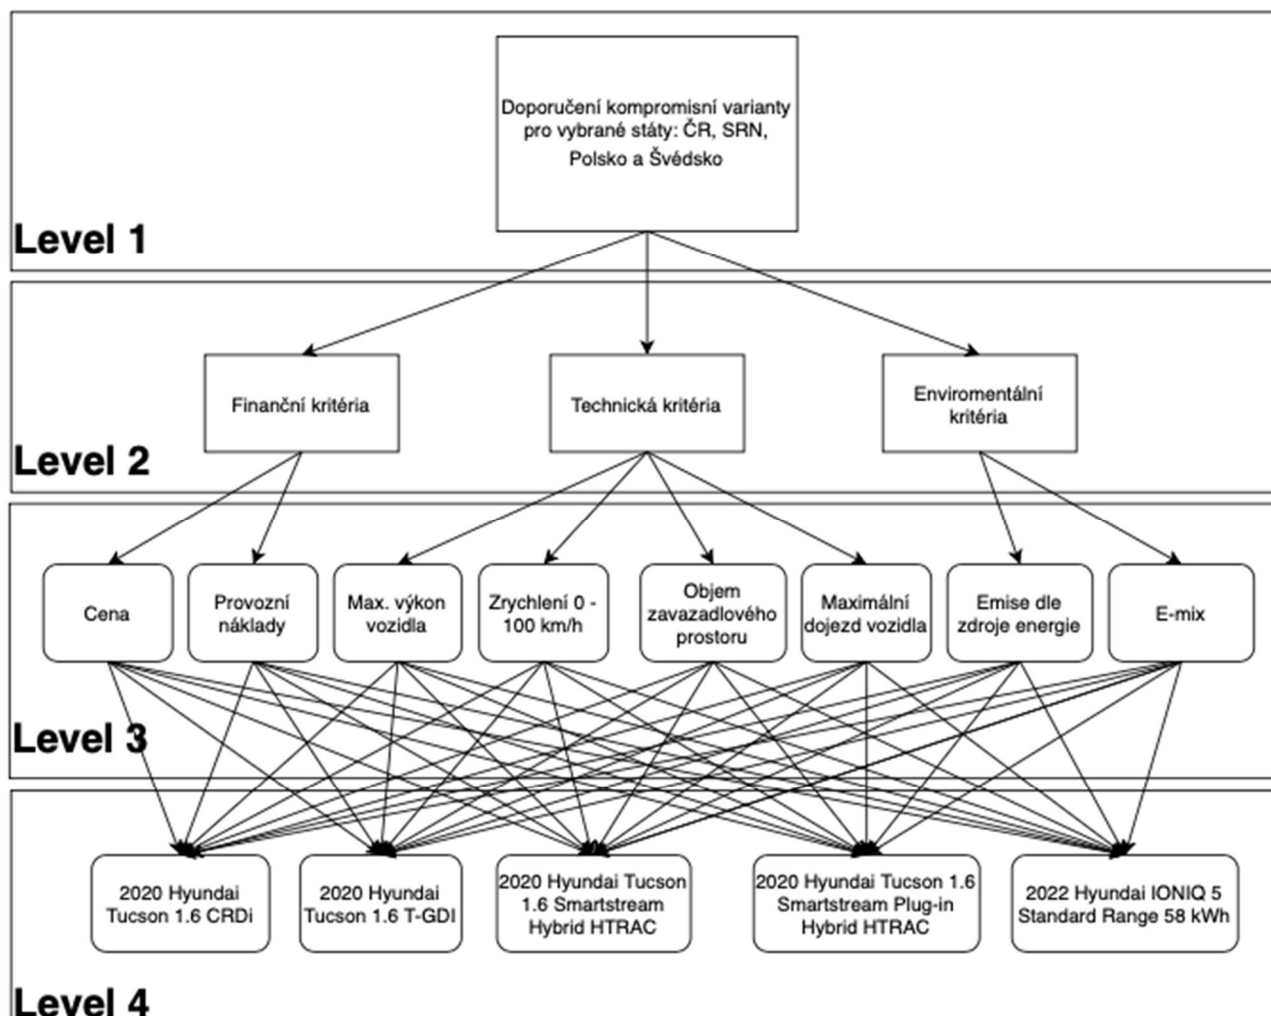 Doporučení kompromisní varianty
pro vybrané státy: ČR, SRN,
Polsko a Švédsko
Level 1
Finanční kritéria
Technická kritéria
Enviromentální
kritéria
Level 2
Cena
Provozní
náklady
Max. výkon
vozidla
Zrychlení 0 -
100 km/h
Objem
zavazadlového
prostoru
Maximální
dojezd vozidla
Emise dle
zdroje energie
E-mix
Level 3
2020 Hyundai
Tucson 1.6 CRDi
2020 Hyundai
Tucson 1.6 T-GDI
2020 Hyundai Tucson
1.6 Smartstream
Hybrid HTRAC
2020 Hyundai Tucson 1.6
Smartstream Plug-in
Hybrid HTRAC
2022 Hyundai IONIQ 5
Standard Range 58 kWh
Level 4